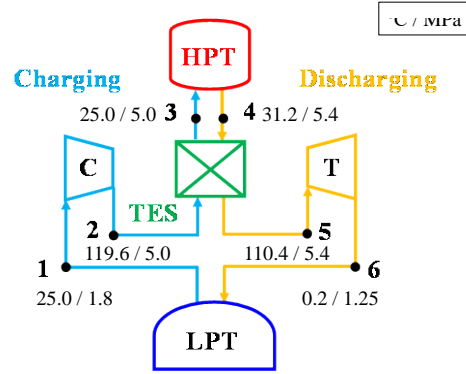 °C / MPa
HPT
Charging
Discharging
25.0 / 5.0 3
4 31.2 / 5.4
C
T
TES
2
5
119.6 / 5.0
110.4 / 5.4
1
6
25.0 / 1.8
0.2 / 1.25
LPT